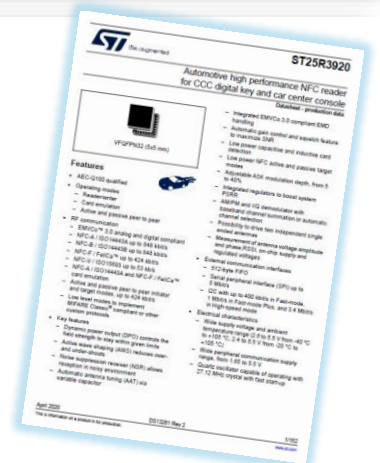 ST
life.augmented
ST25R3920
Automotive high performance NFC reader
for CCC digital key and car center console
Datasheet - production data
VFQFPN32 (5x5 mm)
Features
• AEC-Q100 qualified
• Operating modes
– Reader/writer
– Card emulation
– Active and passive peer to peer
• RF communication
– EMVCo™ 3.0 analog and digital compliant
– NFC-A / ISO14443A up to 848 kb/s
– NFC-B / ISO14443B up to 848 kb/s
– NFC-F / FeliCa™ up to 424 kb/s
– NFC-V / ISO15693 up to 53 kb/s
– NFC-A / ISO14443A and NFC-F / FeliCa™
card emulation
– Active and passive peer to peer initiator
and target modes, up to 424 kb/s
– Low level modes to implement
MIFARE Classic® compliant or other
custom protocols
• Key features
– Dynamic power output (DPO) controls the
field strength to stay within given limits
– Active wave shaping (AWS) reduces over-
and under-shoots
– Noise suppression receiver (NSR) allows
reception in noisy environment
– Automatic antenna tuning (AAT) via
variable capacitor
– Integrated EMVCo 3.0 compliant EMD
handling
– Automatic gain control and squelch feature
to maximize SNR
– Low power capacitive and inductive card
detection
– Low power NFC active and passive target
modes
– Adjustable ASK modulation depth, from 5
to 40%
– Integrated regulators to boost system
PSRR
– AM/PM and I/Q demodulator with
baseband channel summation or automatic
channel selection
– Possibility to drive two independent single
ended antennas
– Measurement of antenna voltage amplitude
and phase, RSSI, on-chip supply and
regulated voltages
• External communication interfaces
– 512-byte FIFO
– Serial peripheral interface (SPI) up to
5 Mbit/s
– I2C with up to 400 kb/s in Fast-mode,
1 Mb/s in Fast-mode Plus, and 3.4 Mb/s
in High-speed mode
• Electrical characteristics
– Wide supply voltage and ambient
temperature range (2.6 to 5.5 V from -40 °C
to +105 °C, 2.4 to 5.5 V from -20 °C to
+105 °C)
– Wide peripheral communication supply
range, from 1.65 to 5.5 V
– Quartz oscillator capable of operating with
27.12 MHz crystal with fast start-up
April 2020
DS13281 Rev 2
1/162
This is information on a product in full production.
www.st.com